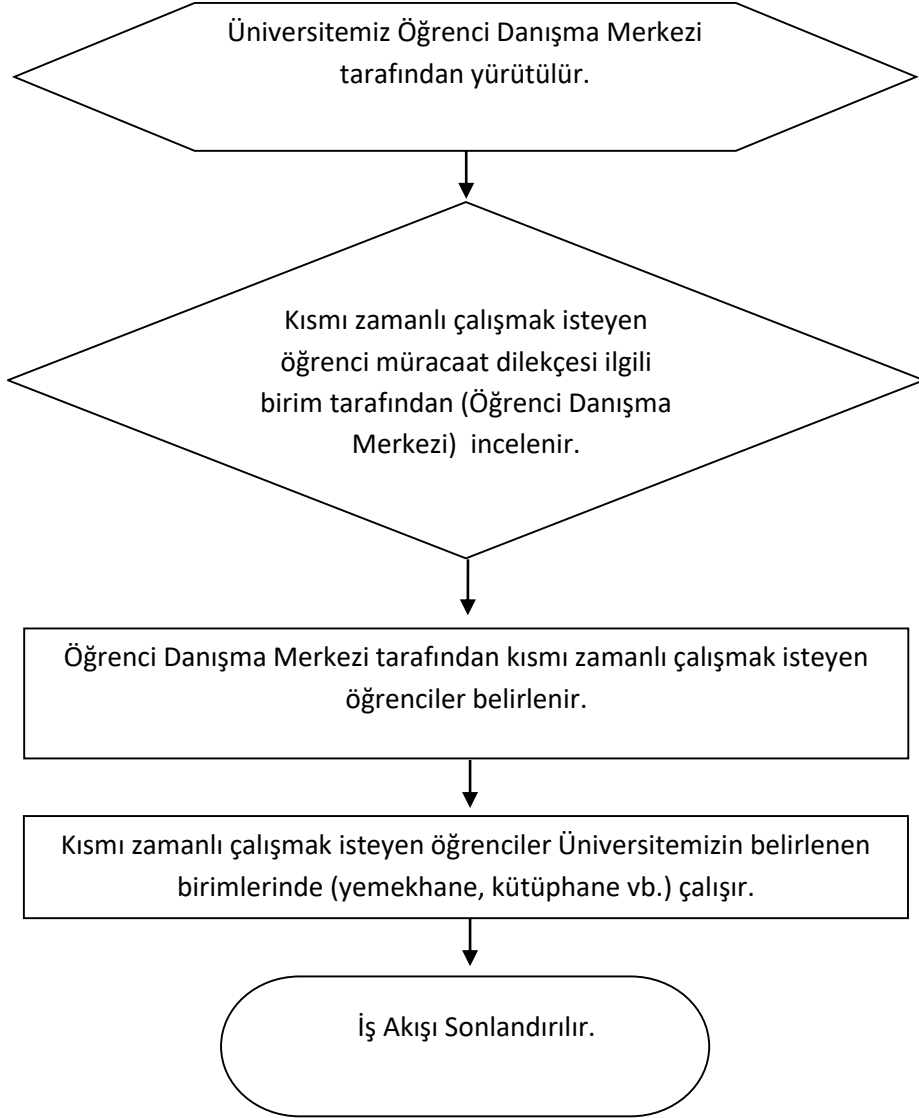 Üniversitemiz Öğrenci Danışma Merkezi
tarafından yürütülür.
Kısmı zamanlı çalışmak isteyen
öğrenci müracaat dilekçesi ilgili
birim tarafından (Öğrenci Danışma
Merkezi) incelenir.
Öğrenci Danışma Merkezi tarafından kısmı zamanlı çalışmak isteyen
öğrenciler belirlenir.
Kısmı zamanlı çalışmak isteyen öğrenciler Üniversitemizin belirlenen
birimlerinde (yemekhane, kütüphane vb.) çalışır.
İş Akışı Sonlandırılır.